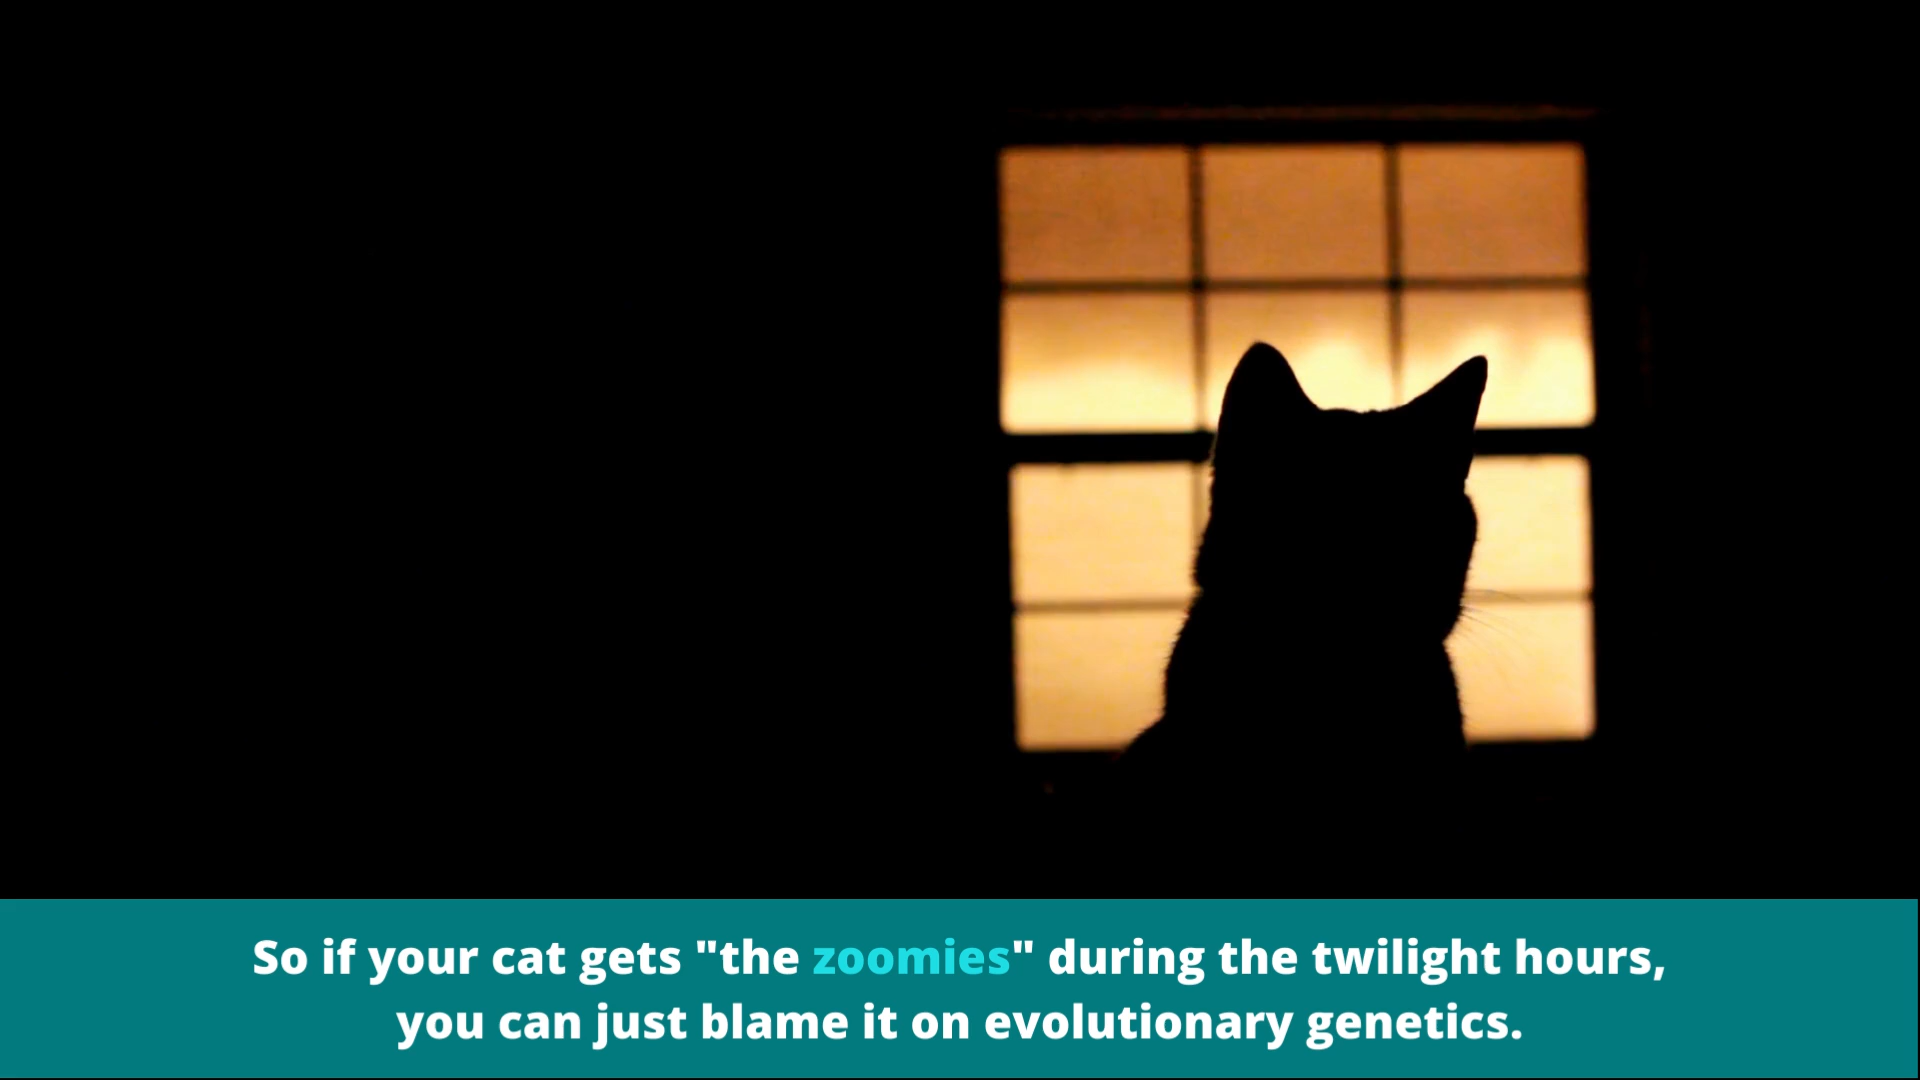 So if your cat gets "the zoomies" during the twilight hours,
you can just blame it on evolutionary genetics.